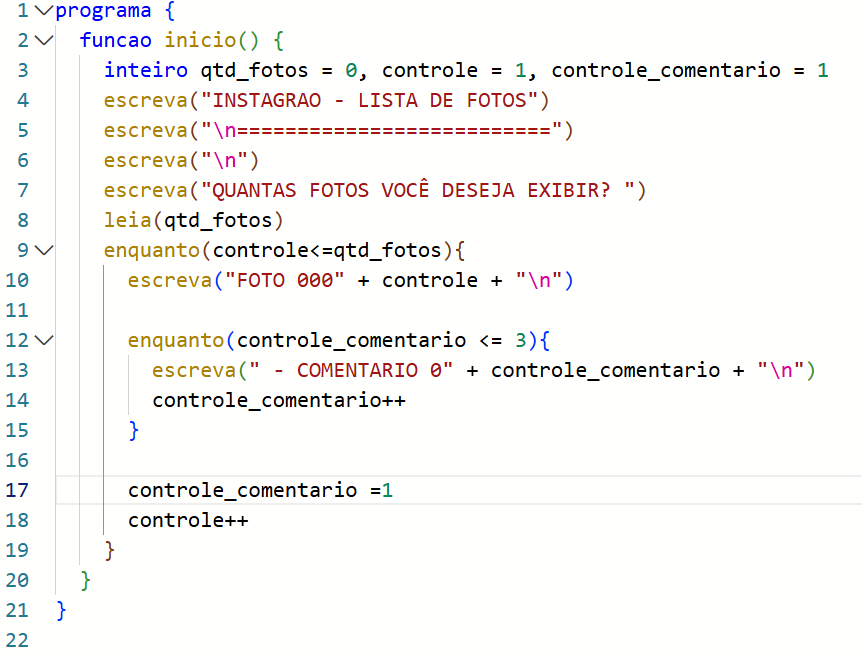 1 programa {
2 funcao inicio() {
3 inteiro qtd_fotos = 0, controle = 1, controle_comentario = 1
4 escreva("INSTAGRAO - LISTA DE FOTOS")
5 escreva("\n==========================")
6 escreva("\n")
7 escreva("QUANTAS FOTOS VOCÊ DESEJA EXIBIR? ")
8 leia(qtd_fotos)
9 enquanto(controle<=qtd_fotos){
10 escreva("FOTO 000" + controle + "\n")
11
12 enquanto(controle_comentario <= 3){
13 escreva(" - COMENTARIO 0" + controle_comentario + "\n")
14 controle_comentario++
15 }
16
17 controle_comentario =1
18 controle++
19 }
20 }
21 }
22